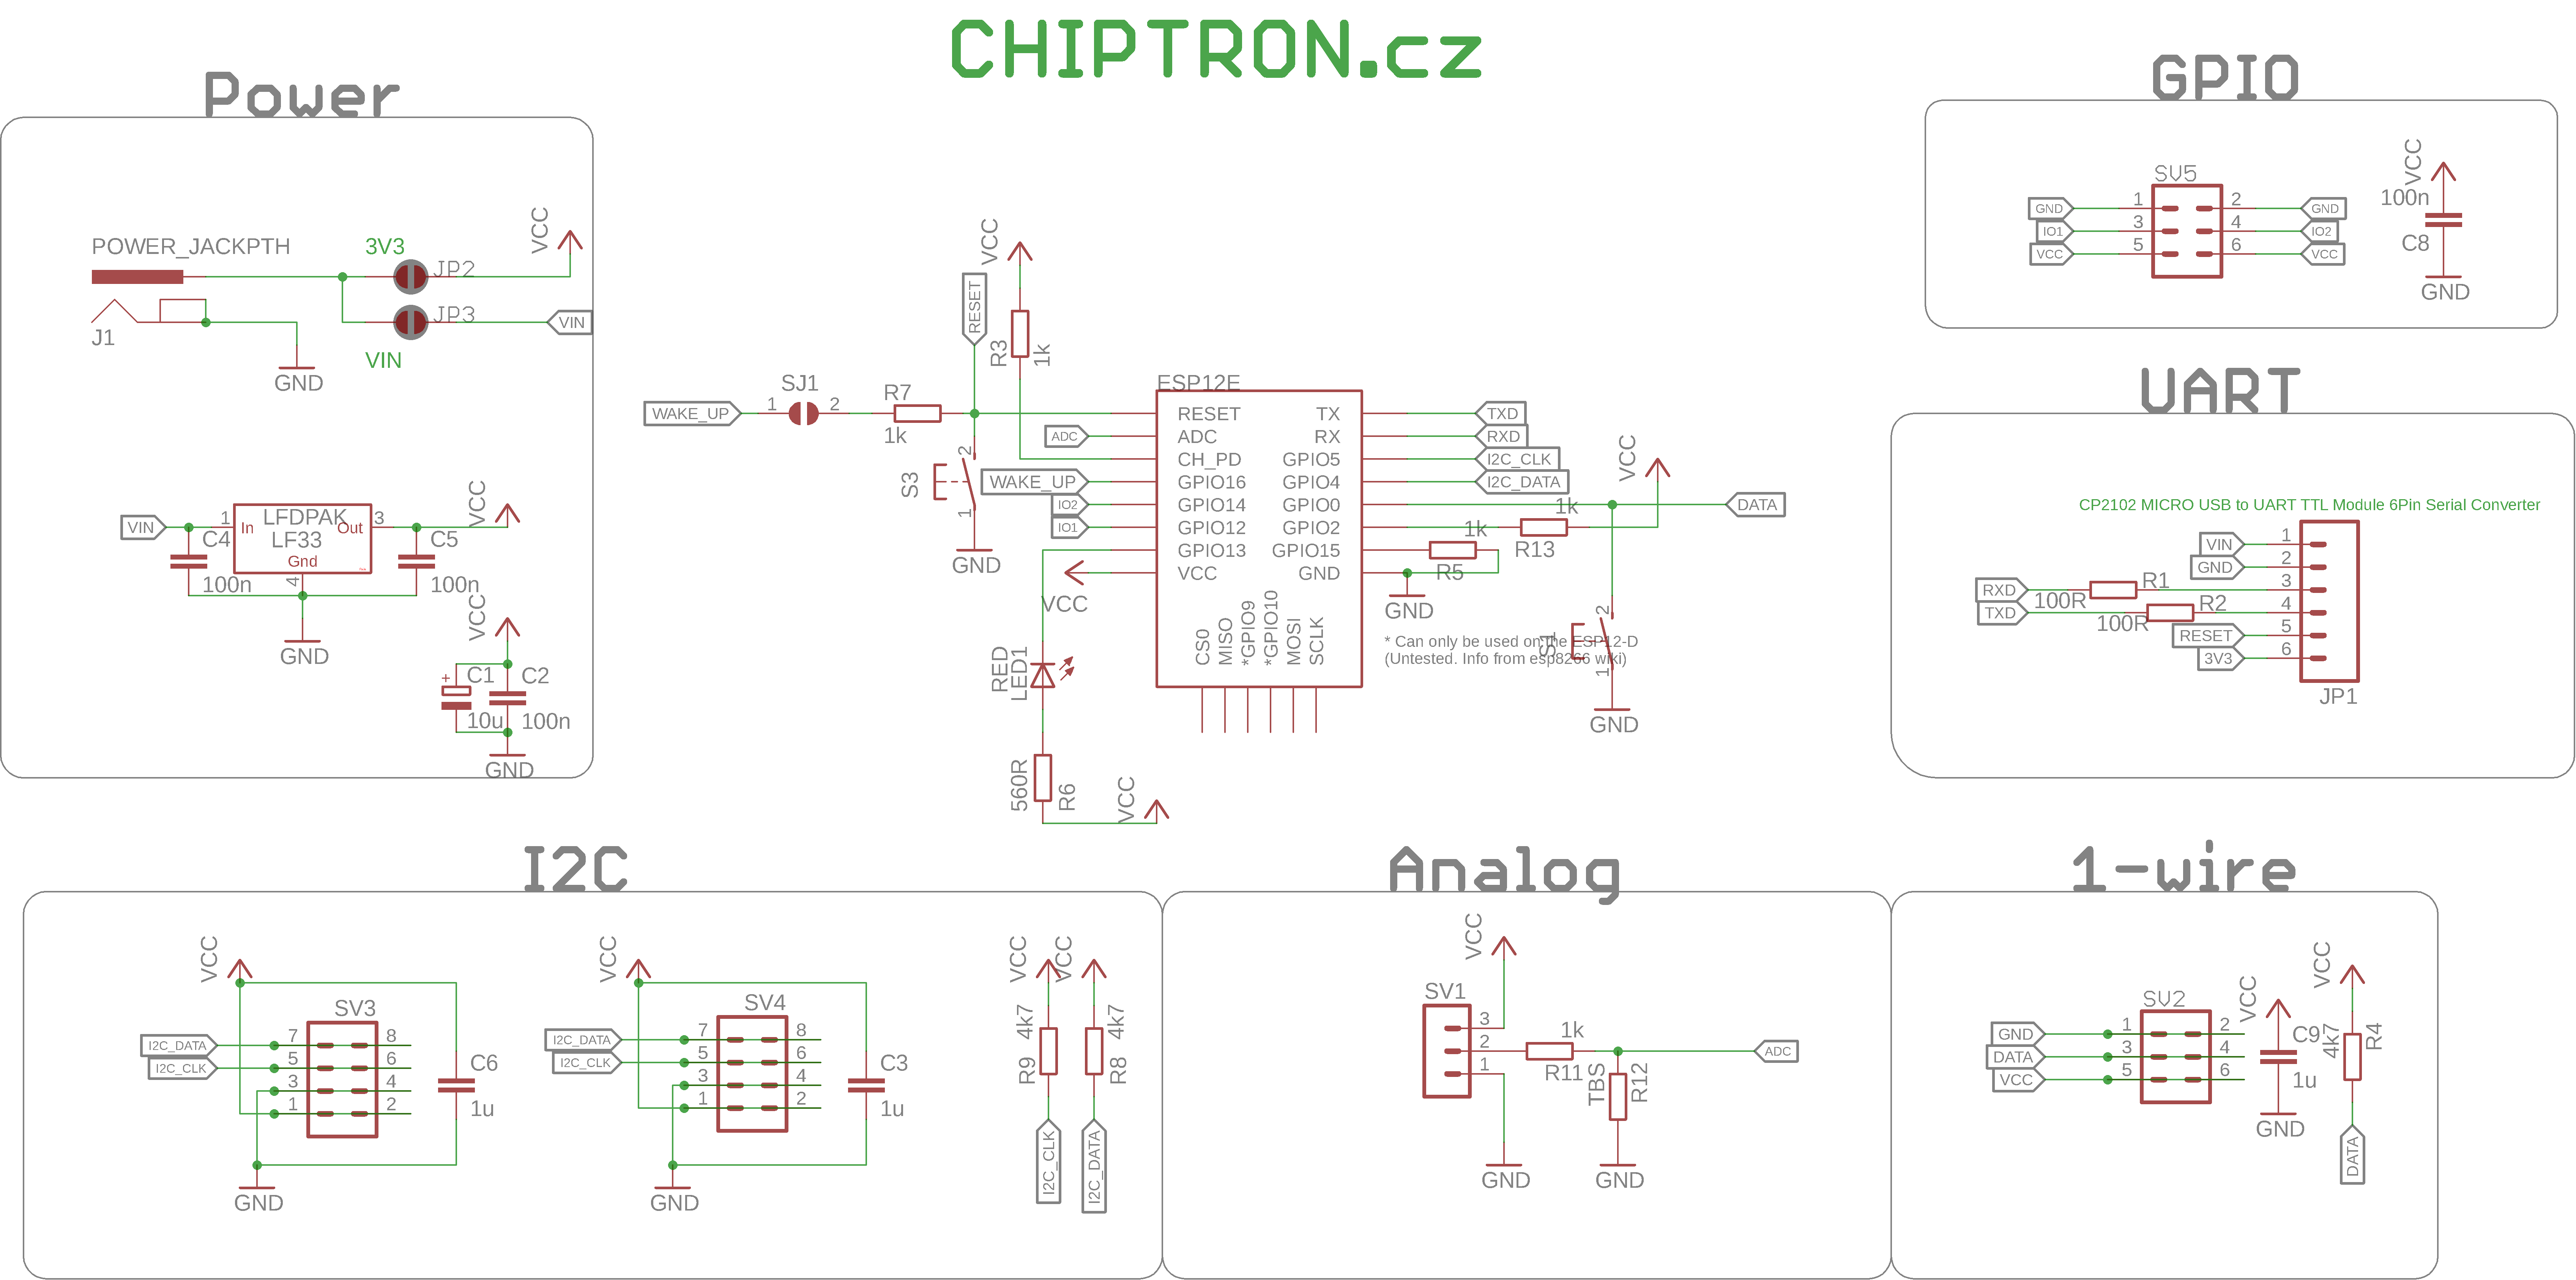 CHIPTRON.cz
Power
POWER_JACKPTH
J1
3V3
JP2
VCC
JP3
VIN
VIN
GND
VIN
1
In
LFDPAK
LF33
Out
Gnd
3
4
VCC
C4
100n
C5
100n
GND
VCC
C1
10u
C2
100n
+
GND
WAKE_UP
1
SJ1
2
R7
1k
RESET
VCC
R3
1k
ADC
S3
2
1
GND
WAKE_UP
IO2
IO1
VCC
ESP12E
RESET
ADC
CH_PD
GPIO16
GPIO14
GPIO12
GPIO13
VCC
TX
RX
GPIO5
GPIO4
GPIO0
GPIO2
GPIO15
GND
CS0
MISO
*GPIO9
*GPIO10
MOSI
SCLK
TXD
RXD
I2C_CLK
I2C_DATA
VCC
DATA
1k
R13
1k
R5
GND
* Can only be used on the ESP12-D
(Untested. Info from esp8266 wiki)
S1
2
1
GND
RED
LED1
560R
R6
VCC
GPIO
SV5
GND
IO1
VCC
1
3
5
2
4
6
GND
IO2
VCC
VCC
100n
C8
GND
UART
CP2102 MICRO USB to UART TTL Module 6Pin Serial Converter
VIN
GND
RXD
TXD
100R
R1
100R
R2
RESET
3V3
1
2
3
4
5
6
JP1
I2C
VCC
SV3
I2C_DATA
I2C_CLK
7
5
3
1
8
6
4
2
C6
1u
GND
VCC
SV4
I2C_DATA
I2C_CLK
7
5
3
1
8
6
4
2
C3
1u
GND
VCC
VCC
R9
4k7
R8
4k7
I2C_CLK
I2C_DATA
Analog
VCC
SV1
3
2
1
1k
R11
TBS
R12
ADC
GND
GND
1-wire
SV2
GND
DATA
VCC
1
3
5
2
4
6
VCC
C9
1u
GND
VCC
4k7
R4
DATA